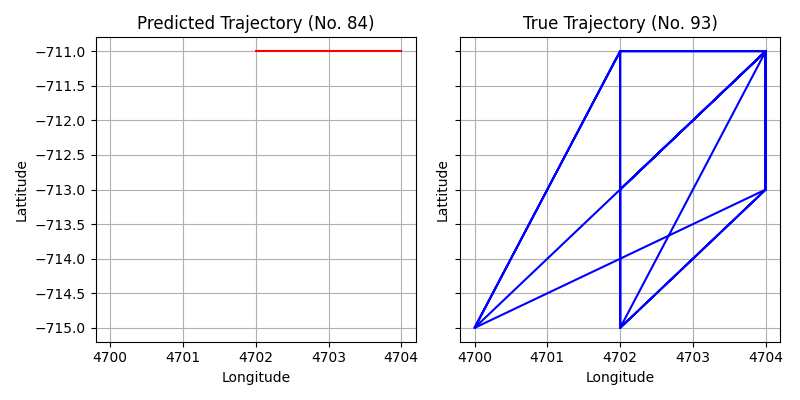 Predicted Trajectory (No. 84)
True Trajectory (No. 93)
Lattitude
−711.0
−711.5
−712.0
−712.5
−713.0
−713.5
−714.0
−714.5
−715.0
4700 4701 4702 4703 4704
Longitude
Lattitude
4700 4701 4702 4703 4704
Longitude